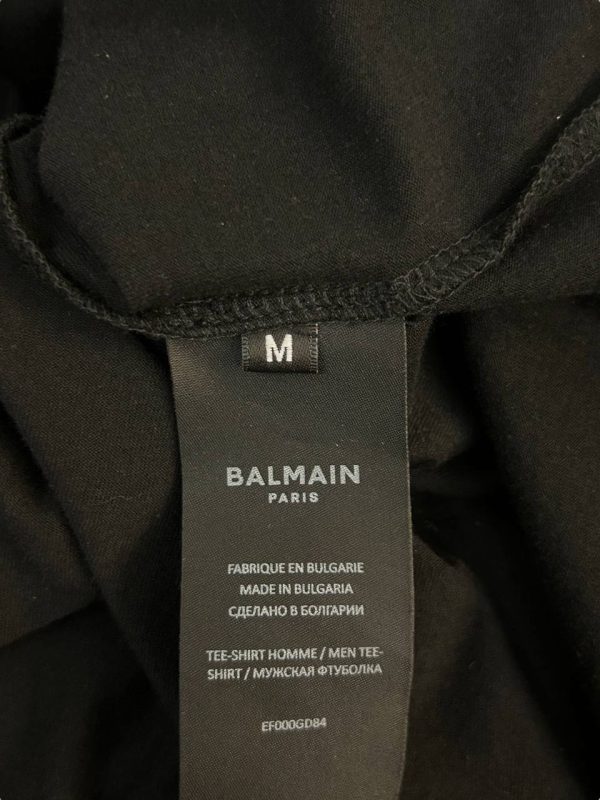 M
BALMAIN
PARIS
FABRIQUE EN BULGARIE
MADE IN BULGARIA
СДЕЛАНО В БОЛГАРИИ
TEE-SHIRT HOMME / MEN TEE-
SHIRT / МУЖСКАЯ ФТУБОЛКА
EF000GD84